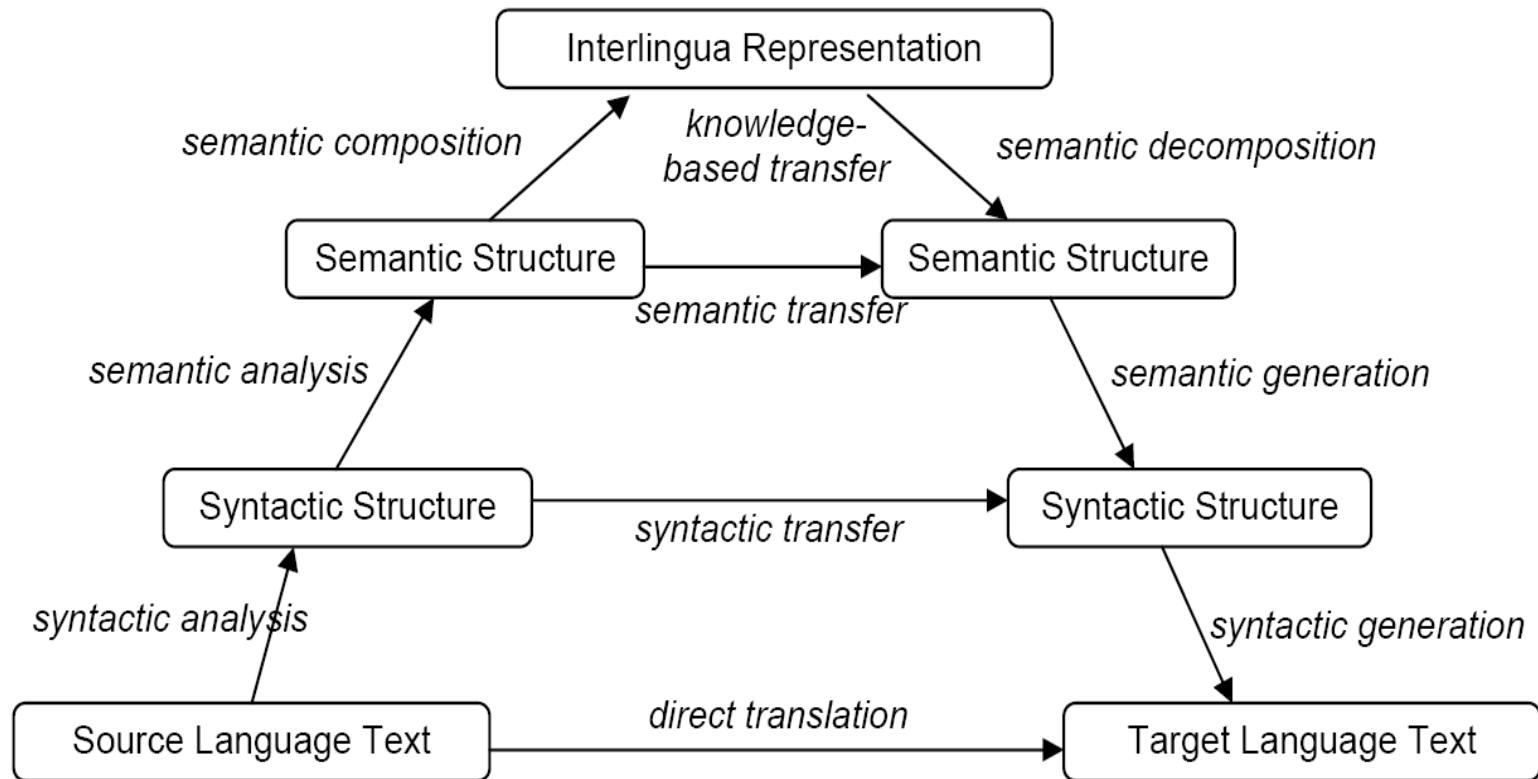 Interlingua Representation
semantic composition
knowledge-
based transfer
semantic decomposition
Semantic Structure
Semantic Structure
semantic transfer
semantic analysis
semantic generation
Syntactic Structure
Syntactic Structure
syntactic transfer
syntactic analysis
syntactic generation
direct translation
Source Language Text
Target Language Text